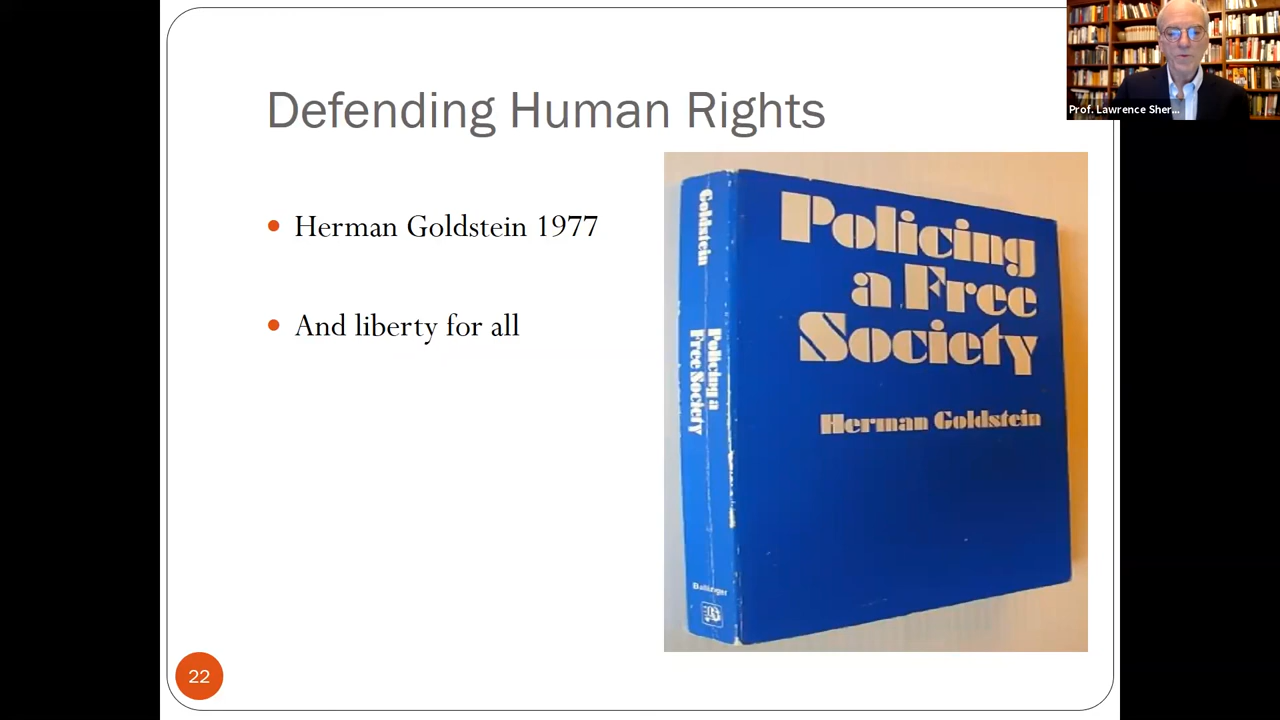 Defending Human Rights
Prof. Lawrence Sher...
Herman Goldstein 1977
And liberty for all
Goldstein
Policing a
Free Society
Ballinger
B
Policing
a Free
Society
Herman Goldstein
22